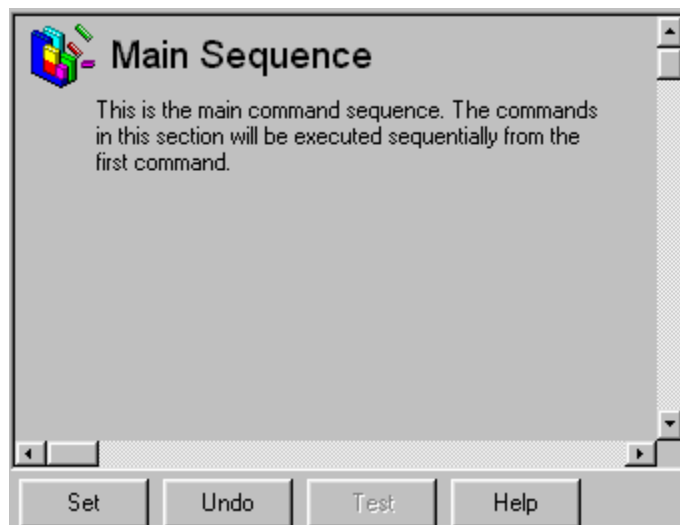 Main Sequence
This is the main command sequence. The commands
in this section will be executed sequentially from the
first command.
Set Undo Test Help